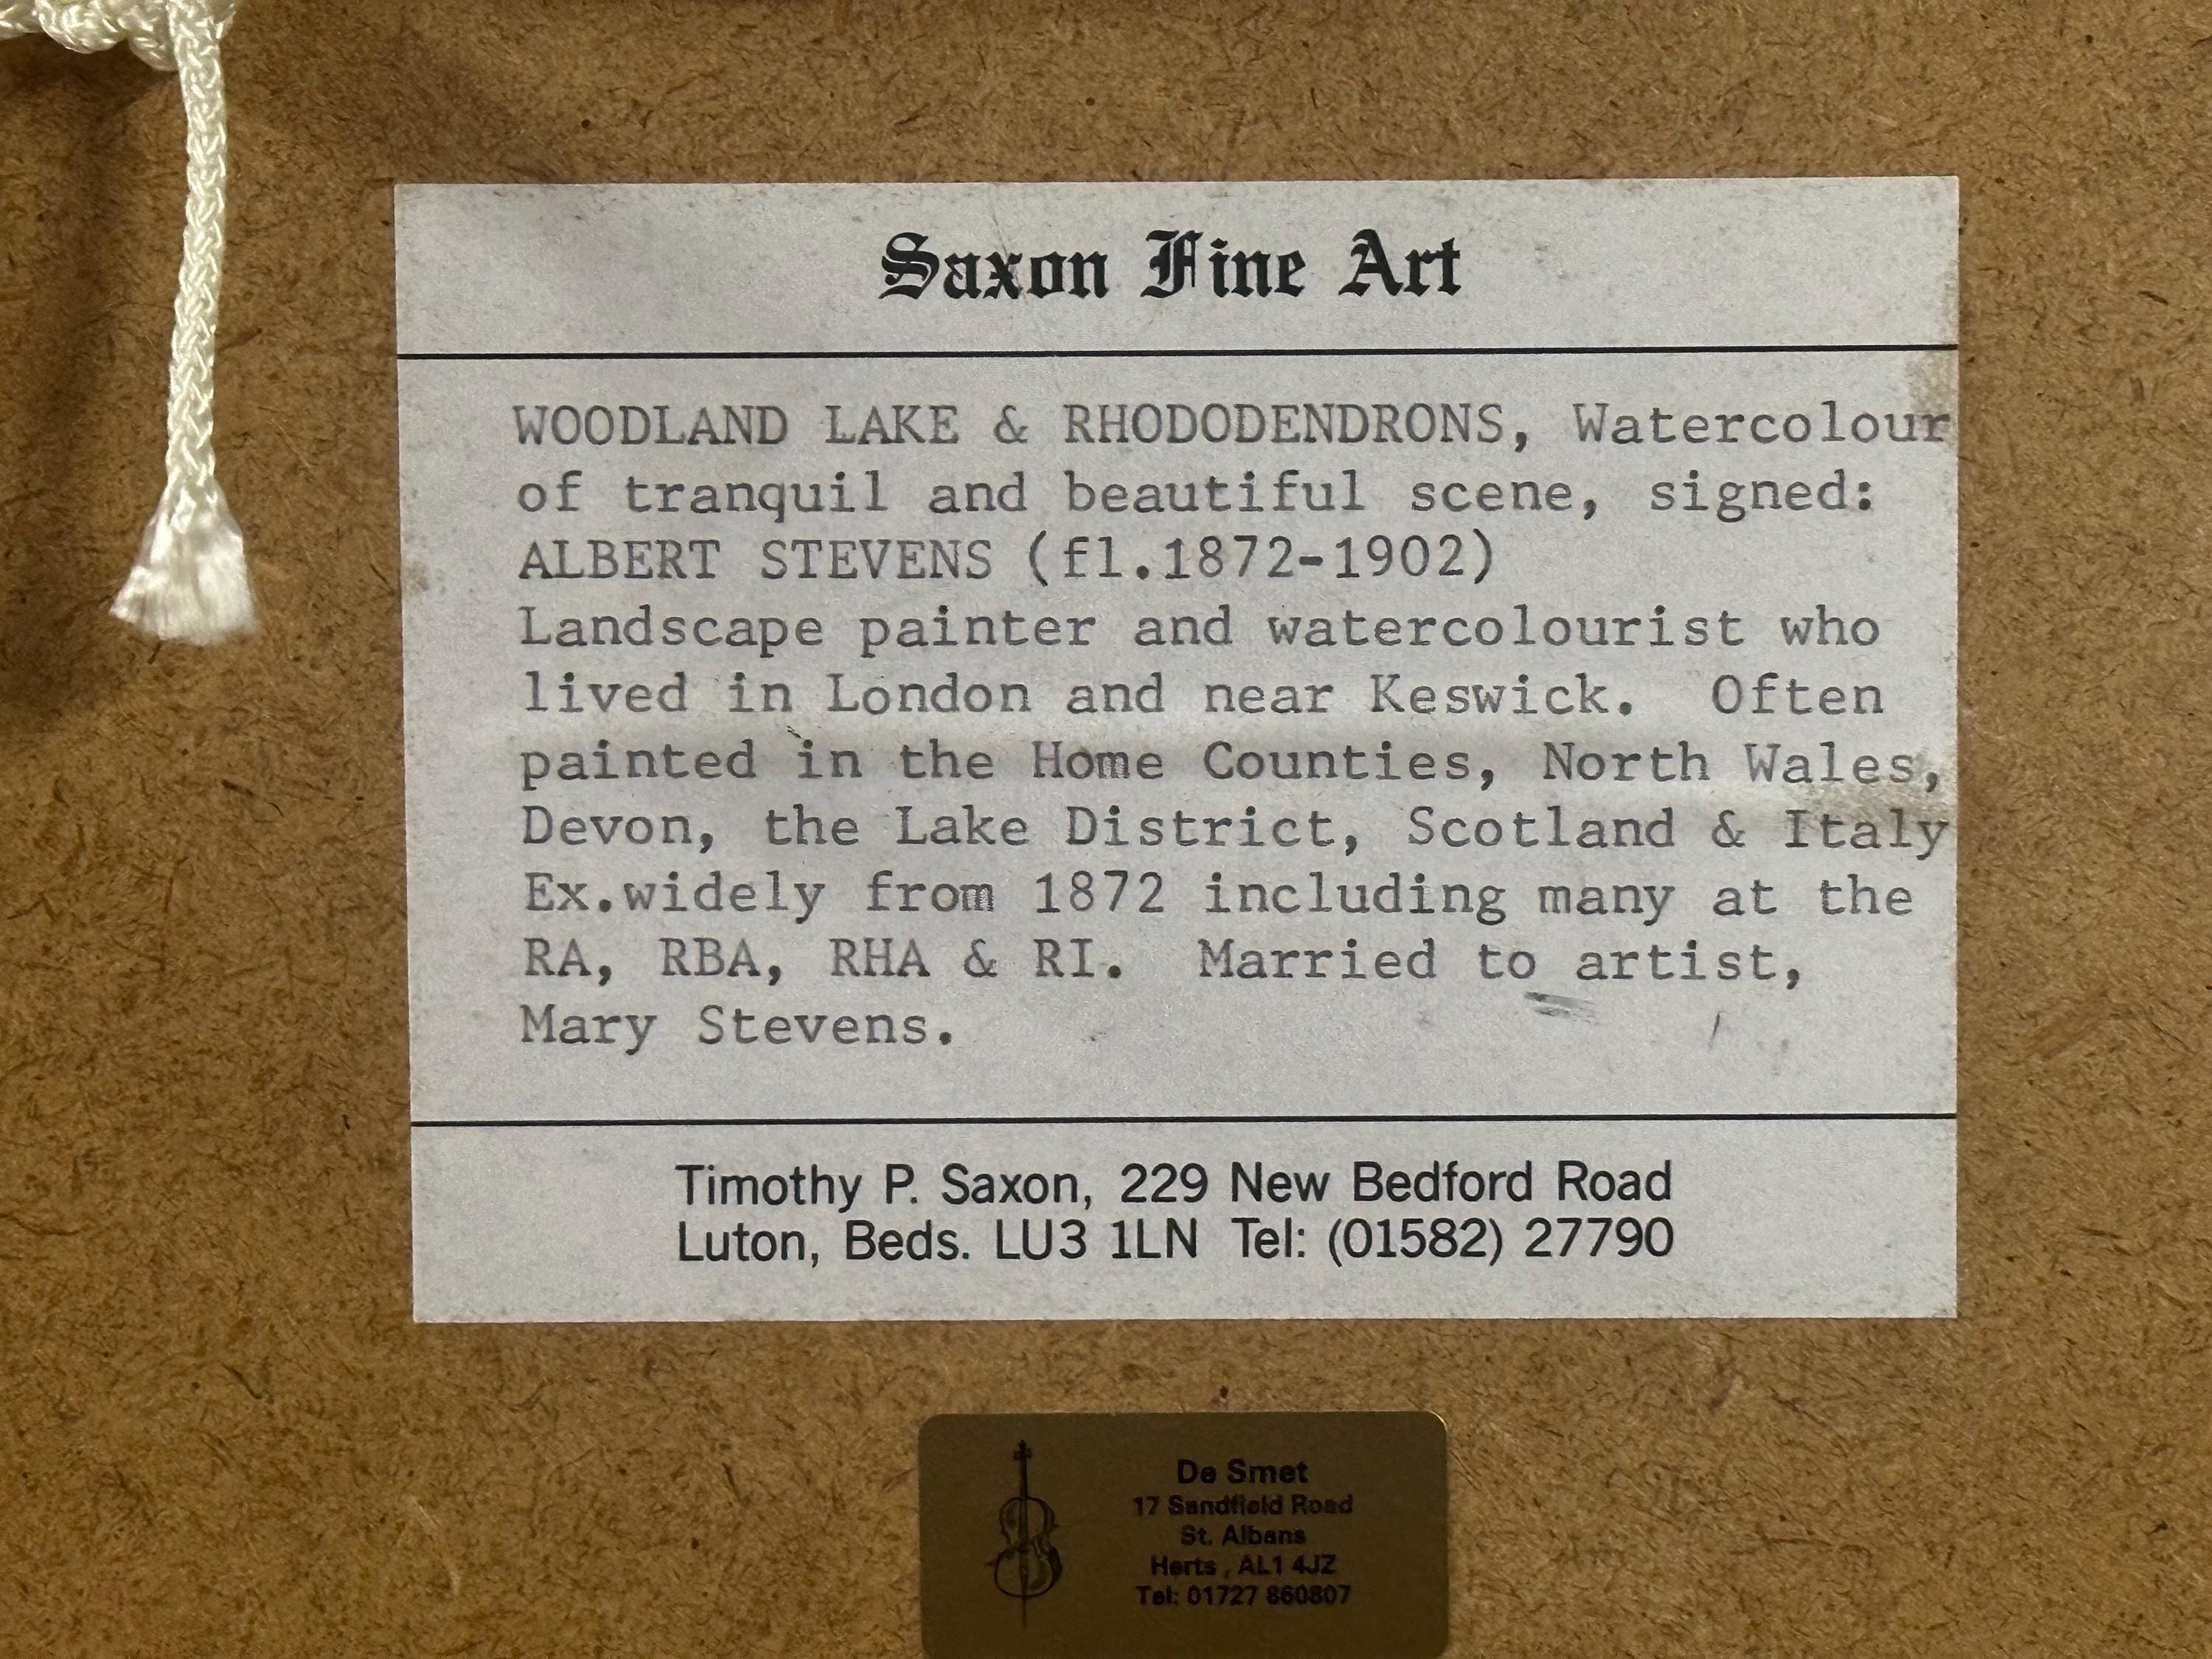 Saxon Fine Art
WOODLAND LAKE & RHODODENDRONS, Watercolour
of tranquil and beautiful scene, signed:
ALBERT STEVENS (fl.1872-1902)
Landscape painter and watercolourist who
lived in London and near Keswick.  Often
painted in the Home Counties, North Wales,
Devon, the Lake District, Scotland & Italy
Ex.widely from 1872 including many at the
RA, RBA, RHA & RI.  Married to artist,
Mary Stevens.
Timothy P. Saxon, 229 New Bedford Road
Luton, Beds. LU3 1LN  Tel: (01582) 27790
De Smet
17 Sandfield Road
St. Albans
Herts , AL1 4JZ
Tel: 01727 860807